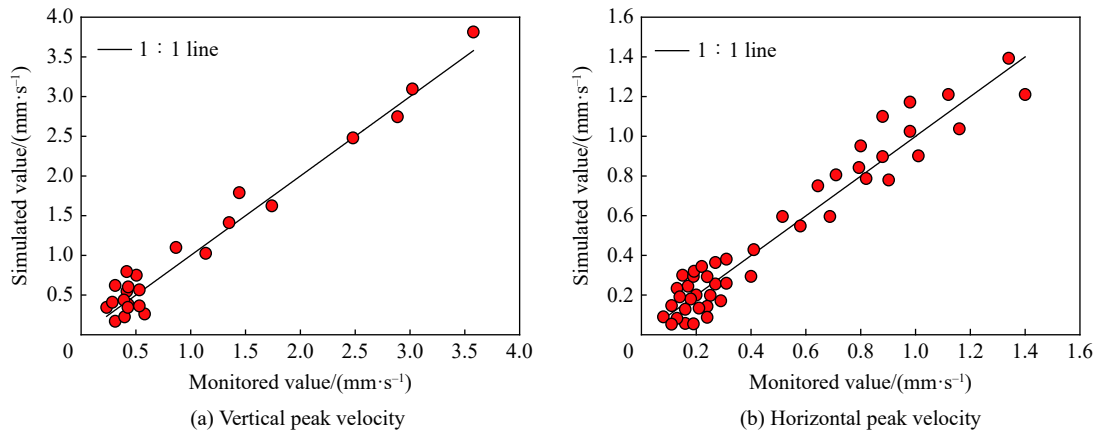 4.0
3.5
3.0
2.5
2.0
1.5
1.0
0.5
0
0.5 1.0 1.5 2.0 2.5 3.0 3.5 4.0
1∶1 line
Simulated value/(mm·s⁻¹)
Monitored value/(mm·s⁻¹)
(a) Vertical peak velocity
1.6
1.4
1.2
1.0
0.8
0.6
0.4
0.2
0
0.2 0.4 0.6 0.8 1.0 1.2 1.4 1.6
1∶1 line
Simulated value/(mm·s⁻¹)
Monitored value/(mm·s⁻¹)
(b) Horizontal peak velocity